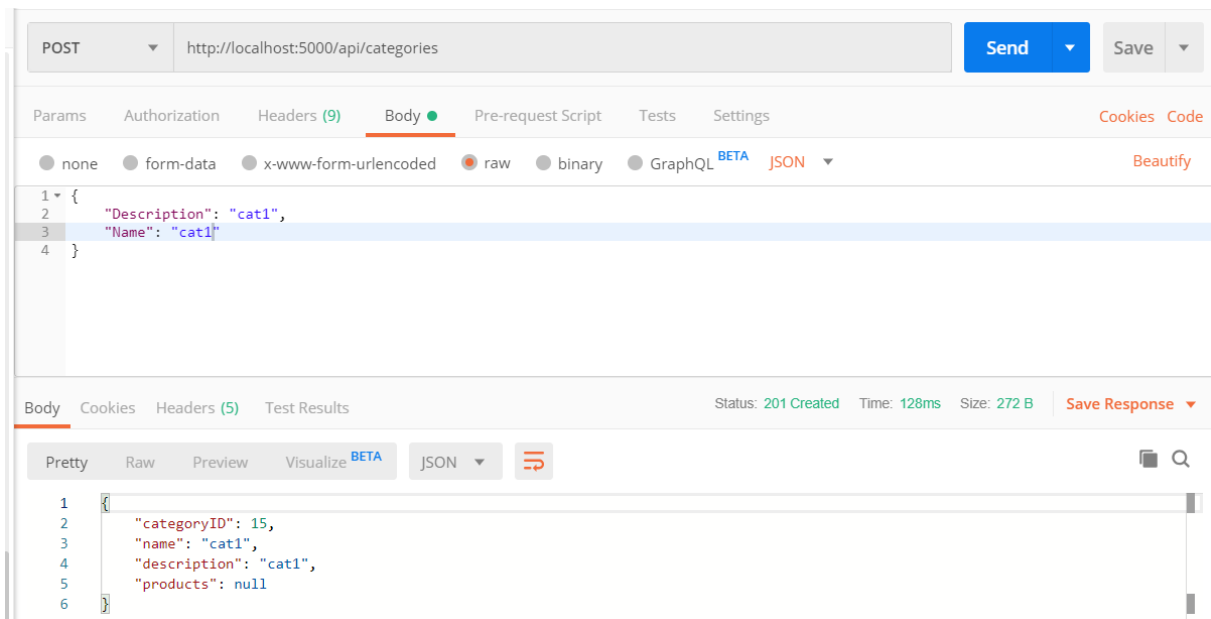 POST http://localhost:5000/api/categories Send Save
Params Authorization Headers (9) Body Pre-request Script Tests Settings Cookies Code
none form-data x-www-form-urlencoded raw binary GraphQL BETA JSON Beautify
1 {
2 "Description": "cat1",
3 "Name": "cat1"
4 }
Body Cookies Headers (5) Test Results Status: 201 Created Time: 128ms Size: 272 B Save Response
Pretty Raw Preview Visualize BETA JSON
1 {
2 "categoryID": 15,
3 "name": "cat1",
4 "description": "cat1",
5 "products": null
6 }